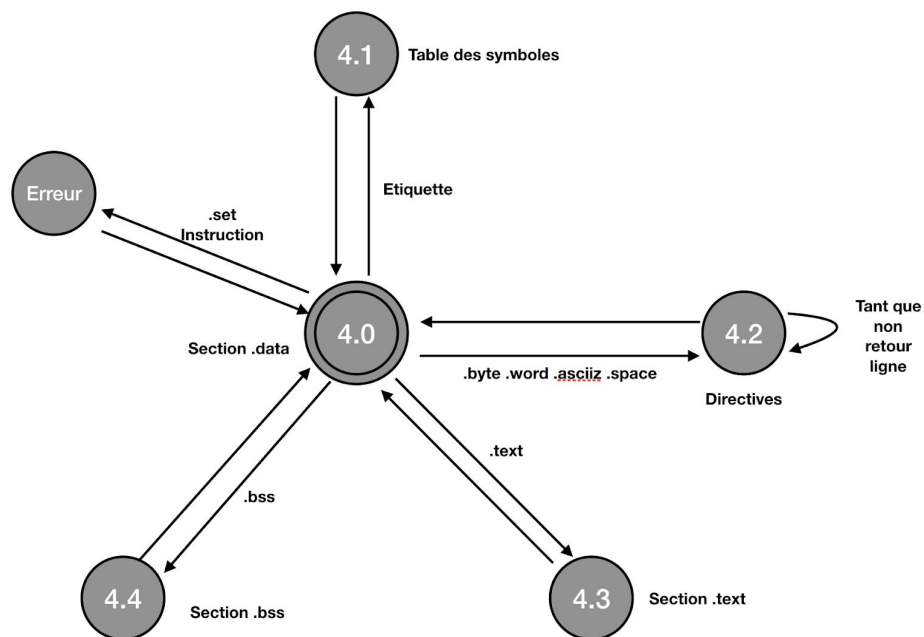 4.1
Table des symboles
Erreur
Etiquette
.set
Instruction
4.0
Section .data
4.2
Tant que
non
retour
ligne
.byte .word .asciiz .space
Directives
.text
.bss
4.4
Section .bss
4.3
Section .text